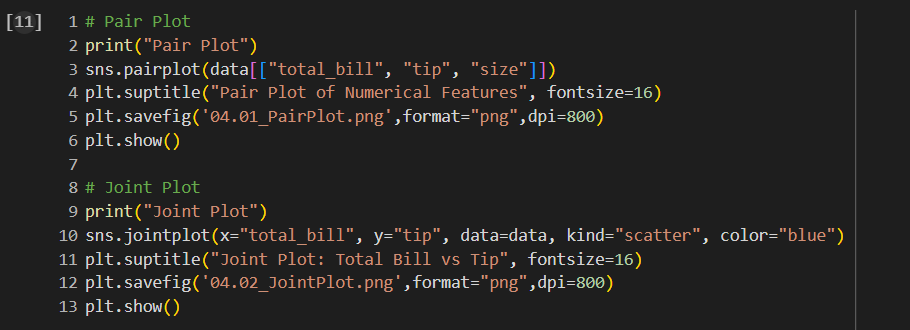 [11]
1 # Pair Plot
2 print("Pair Plot")
3 sns.pairplot(data[["total_bill", "tip", "size"]])
4 plt.suptitle("Pair Plot of Numerical Features", fontsize=16)
5 plt.savefig('04.01_PairPlot.png',format="png",dpi=800)
6 plt.show()
7
8 # Joint Plot
9 print("Joint Plot")
10 sns.jointplot(x="total_bill", y="tip", data=data, kind="scatter", color="blue")
11 plt.suptitle("Joint Plot: Total Bill vs Tip", fontsize=16)
12 plt.savefig('04.02_JointPlot.png',format="png",dpi=800)
13 plt.show()